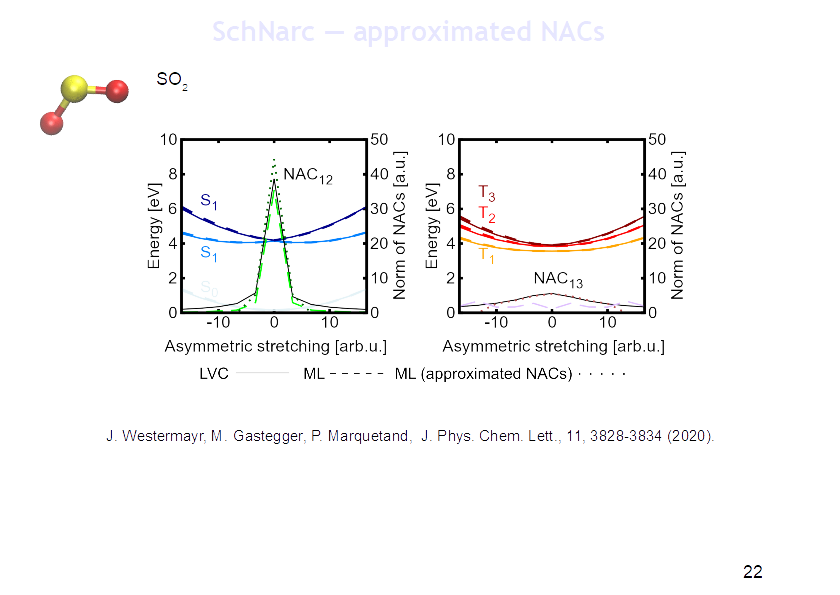 SchNarc — approximated NACs
SO2
10
8
6
4
2
0
Energy [eV]
S1
S1
S0
NAC12
50
40
30
20
10
0
Norm of NACs [a.u.]
-10 0 10
Asymmetric stretching [arb.u.]
10
8
6
4
2
0
Energy [eV]
T3
T2
T1
NAC13
50
40
30
20
10
0
Norm of NACs [a.u.]
-10 0 10
Asymmetric stretching [arb.u.]
LVC ML ML (approximated NACs)
J. Westermayr, M. Gastegger, P. Marquetand, J. Phys. Chem. Lett., 11, 3828-3834 (2020).
22